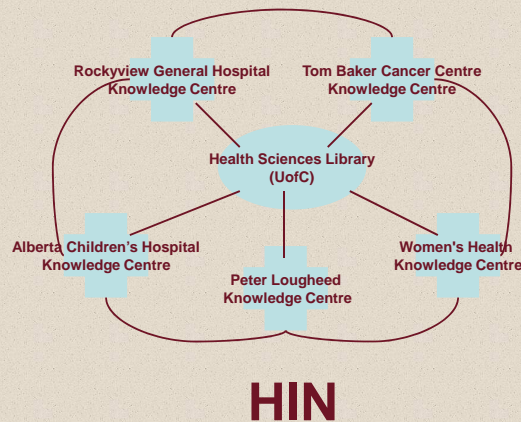 Rockyview General Hospital
Knowledge Centre
Tom Baker Cancer Centre
Knowledge Centre
Health Sciences Library
(UofC)
Alberta Children's Hospital
Knowledge Centre
Peter Lougheed
Knowledge Centre
Women's Health
Knowledge Centre
HIN